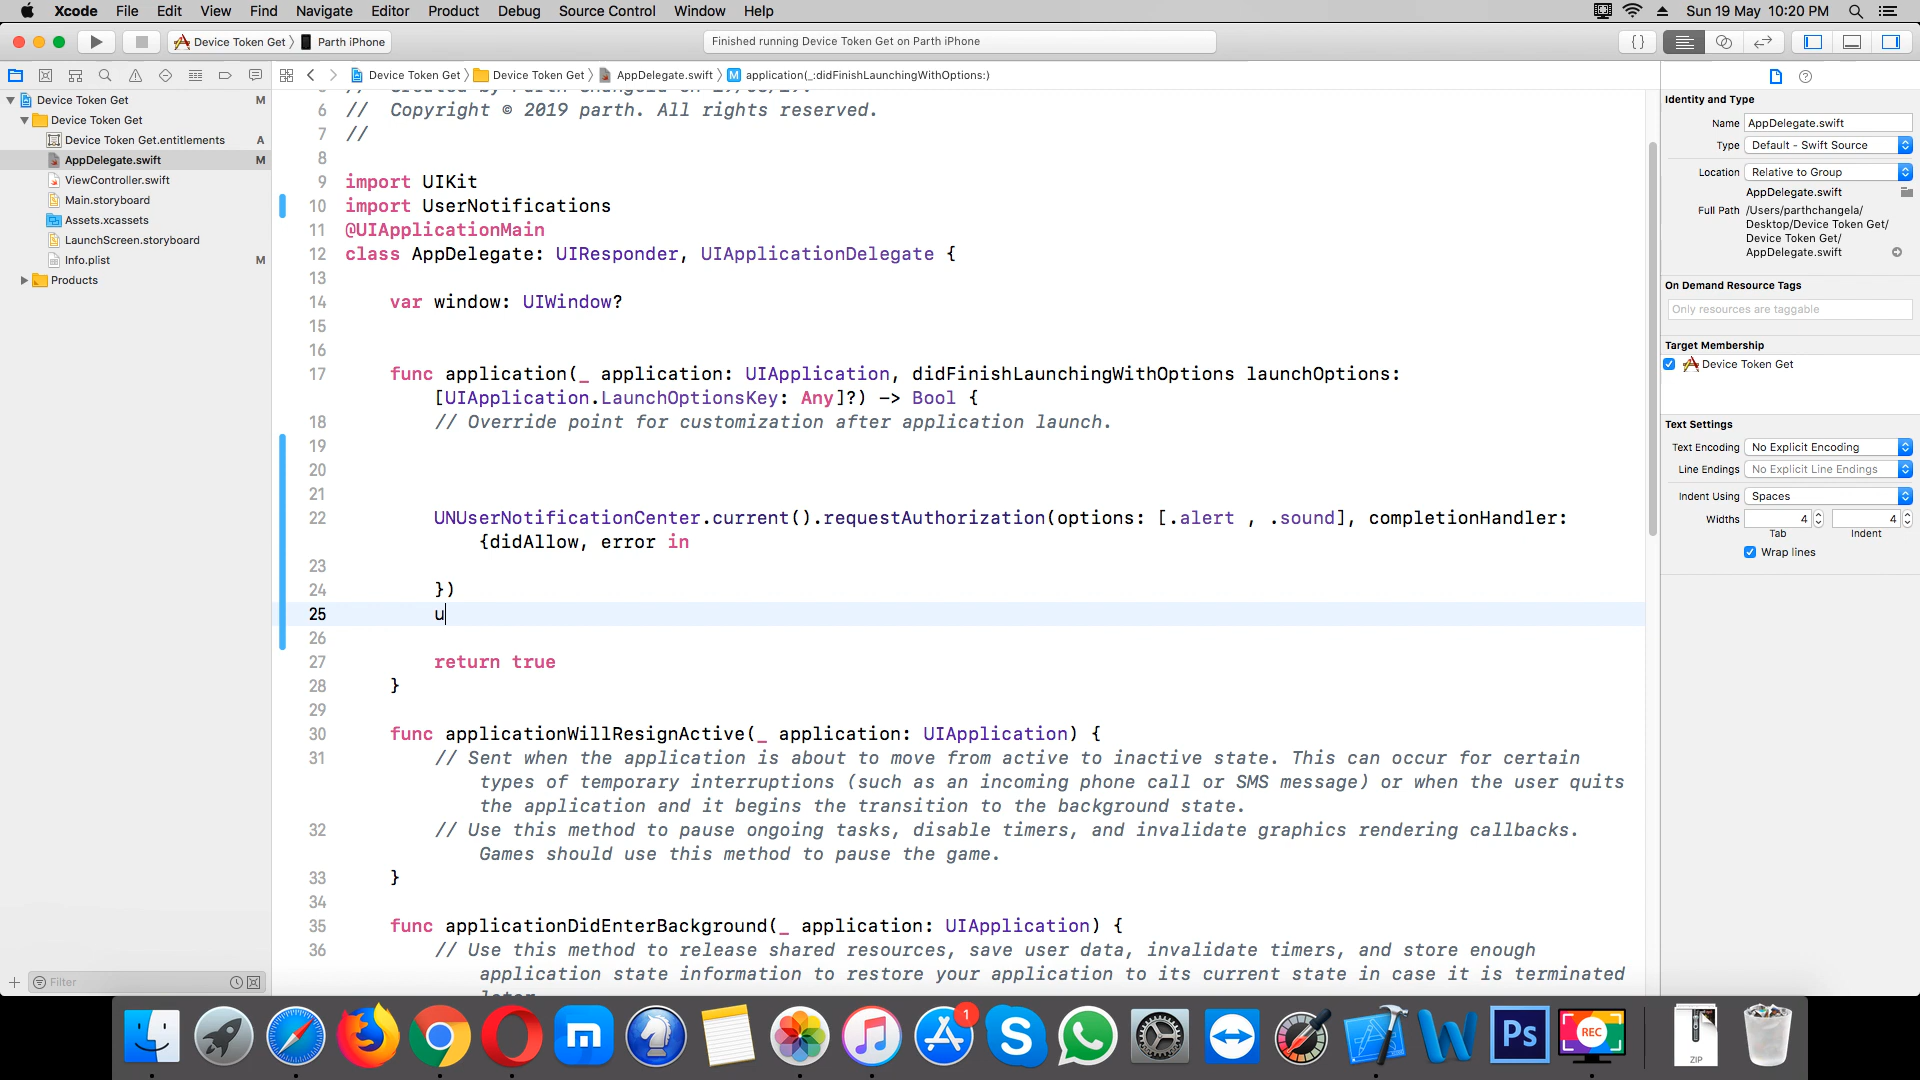 Xcode File Edit View Find Navigate Editor Product Debug Source Control Window Help Sun 19 May 10:20 PM
Device Token Get Parth iPhone
Finished running Device Token Get on Parth iPhone
Device Token Get Device Token Get AppDelegate.swift M application(_:didFinishLaunchingWithOptions:)
Device Token Get M
Device Token Get
Device Token Get.entitlements A
AppDelegate.swift M
ViewController.swift
Main.storyboard
Assets.xcassets
LaunchScreen.storyboard
Info.plist M
Products
Filter
6 // Copyright © 2019 parth. All rights reserved.
7 //
8
9 import UIKit
10 import UserNotifications
11 @UIApplicationMain
12 class AppDelegate: UIResponder, UIApplicationDelegate {
13
14 var window: UIWindow?
15
16
17 func application(_ application: UIApplication, didFinishLaunchingWithOptions launchOptions:
[UIApplication.LaunchOptionsKey: Any]?) -> Bool {
18 // Override point for customization after application launch.
19
20
21
22 UNUserNotificationCenter.current().requestAuthorization(options: [.alert , .sound], completionHandler:
{didAllow, error in
23
24 })
25 u
26
27 return true
28 }
29
30 func applicationWillResignActive(_ application: UIApplication) {
31 // Sent when the application is about to move from active to inactive state. This can occur for certain
types of temporary interruptions (such as an incoming phone call or SMS message) or when the user quits
the application and it begins the transition to the background state.
32 // Use this method to pause ongoing tasks, disable timers, and invalidate graphics rendering callbacks.
Games should use this method to pause the game.
33 }
34
35 func applicationDidEnterBackground(_ application: UIApplication) {
36 // Use this method to release shared resources, save user data, invalidate timers, and store enough
application state information to restore your application to its current state in case it is terminated
Identity and Type
Name AppDelegate.swift
Type Default - Swift Source
Location Relative to Group
AppDelegate.swift
Full Path /Users/parthchangela/
Desktop/Device Token Get/
Device Token Get/
AppDelegate.swift
On Demand Resource Tags
Only resources are taggable
Target Membership
Device Token Get
Text Settings
Text Encoding No Explicit Encoding
Line Endings No Explicit Line Endings
Indent Using Spaces
Widths 4 4
Tab Indent
Wrap lines
1
Ps
REC
ZIP